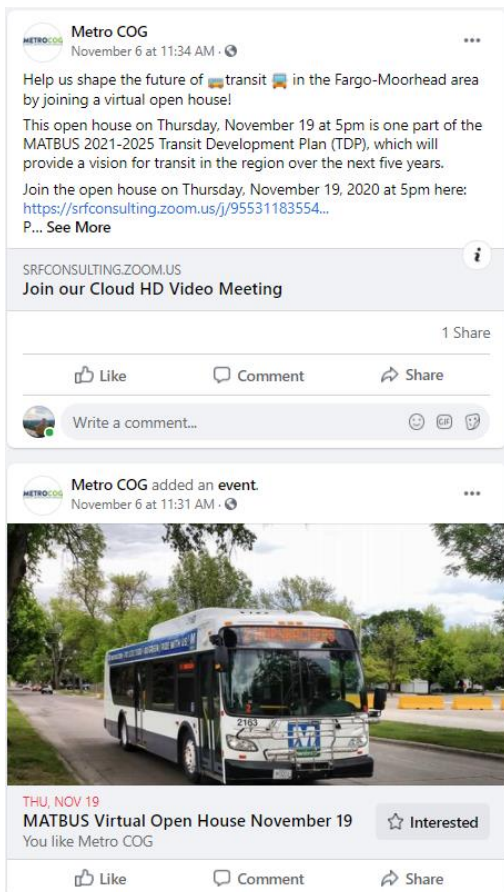 METROCOG
Metro COG
November 6 at 11:34 AM ·
Help us shape the future of transit in the Fargo-Moorhead area
by joining a virtual open house!
This open house on Thursday, November 19 at 5pm is one part of the
MATBUS 2021-2025 Transit Development Plan (TDP), which will
provide a vision for transit in the region over the next five years.
Join the open house on Thursday, November 19, 2020 at 5pm here:
https://srfconsulting.zoom.us/j/95531183554...
P... See More
SRFCONSULTING.ZOOM.US
Join our Cloud HD Video Meeting
1 Share
Like Comment Share
Write a comment...
GIF
METROCOG
Metro COG added an event.
November 6 at 11:31 AM ·
2163
M
THU, NOV 19
MATBUS Virtual Open House November 19
Interested
You like Metro COG
Like Comment Share